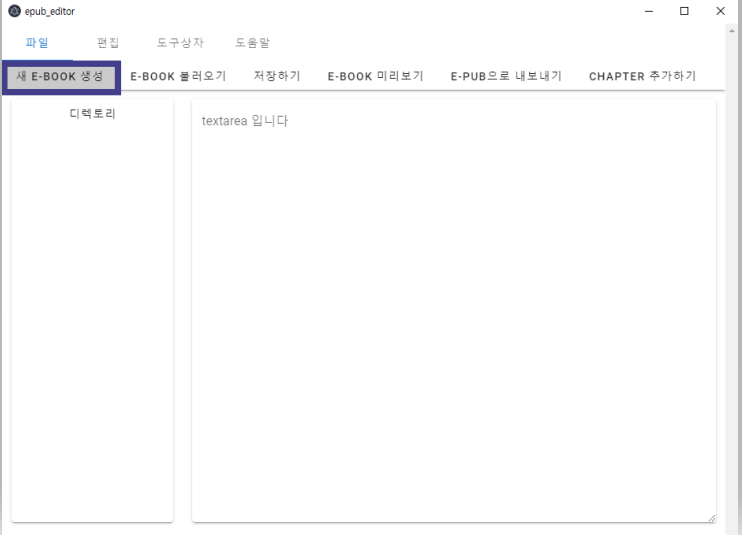 epub_editor
파일 편집 도구상자 도움말
새 E-BOOK 생성 E-BOOK 불러오기 저장하기 E-BOOK 미리보기 E-PUB으로 내보내기 CHAPTER 추가하기
디렉토리
textarea 입니다